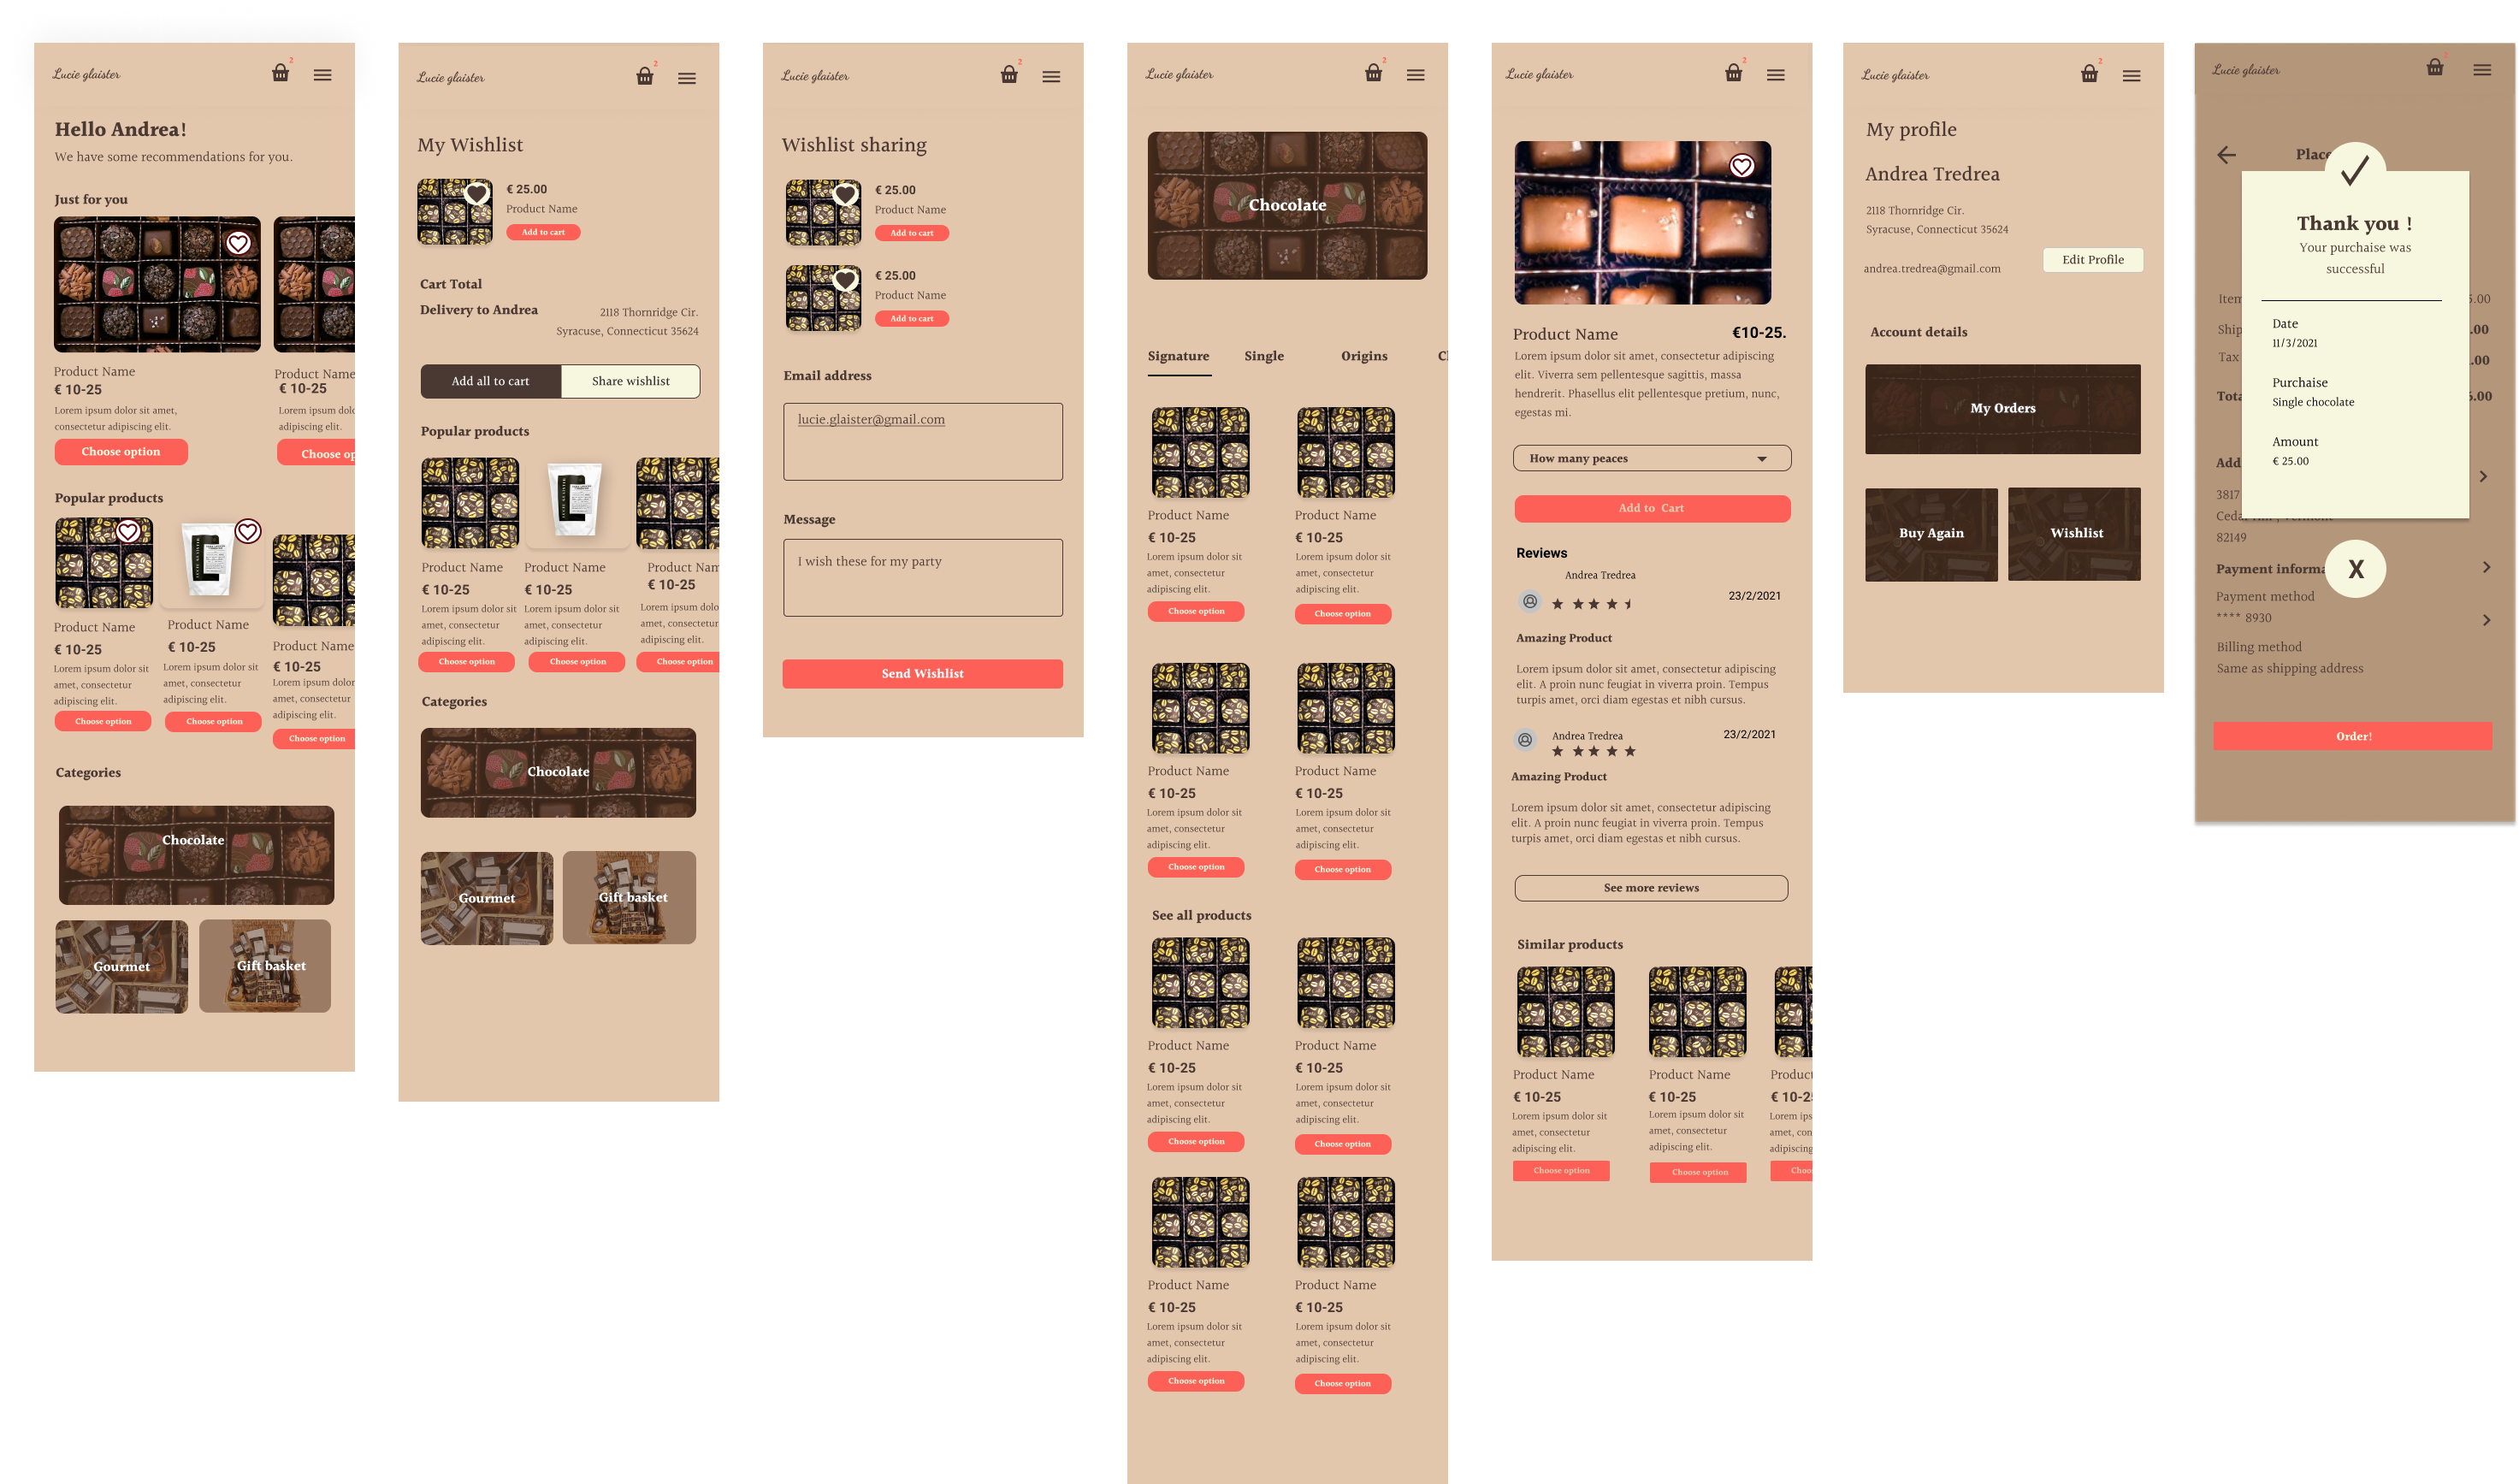 Lucie glaister
2
Hello Andrea!
We have some recommendations for you.
Just for you
Product Name
€ 10-25
Lorem ipsum dolor sit amet,
consectetur adipiscing elit.
Choose option
Product Name
€ 10-25
Lorem ipsum dolo
adipiscing elit.
Choose op
Popular products
Product Name
€ 10-25
Lorem ipsum dolor sit
amet, consectetur
adipiscing elit.
Choose option
Product Name
€ 10-25
Lorem ipsum dolor sit
amet, consectetur
adipiscing elit.
Choose option
Product Name
€ 10-25
Lorem ipsum dolor
amet, consectetur
adipiscing elit.
Choose option
Categories
Chocolate
Gourmet
Gift basket
Lucie glaister
2
My Wishlist
€ 25.00
Product Name
Add to cart
Cart Total
Delivery to Andrea
2118 Thornridge Cir.
Syracuse, Connecticut 35624
Add all to cart
Share wishlist
Popular products
Product Name
€ 10-25
Lorem ipsum dolor sit
amet, consectetur
adipiscing elit.
Choose option
Product Name
€ 10-25
Lorem ipsum dolor sit
amet, consectetur
adipiscing elit.
Choose option
Product Nam
€ 10-25
Lorem ipsum dolo
amet, consectetur
adipiscing elit.
Choose option
Categories
Chocolate
Gourmet
Gift basket
Lucie glaister
2
Wishlist sharing
€ 25.00
Product Name
Add to cart
€ 25.00
Product Name
Add to cart
Email address
lucie.glaister@gmail.com
Message
I wish these for my party
Send Wishlist
Lucie glaister
2
Chocolate
Signature Single Origins Cl
Product Name
€ 10-25
Lorem ipsum dolor sit
amet, consectetur
adipiscing elit.
Choose option
Product Name
€ 10-25
Lorem ipsum dolor sit
amet, consectetur
adipiscing elit.
Choose option
Product Name
€ 10-25
Lorem ipsum dolor sit
amet, consectetur
adipiscing elit.
Choose option
Product Name
€ 10-25
Lorem ipsum dolor sit
amet, consectetur
adipiscing elit.
Choose option
See all products
Product Name
€ 10-25
Lorem ipsum dolor sit
amet, consectetur
adipiscing elit.
Choose option
Product Name
€ 10-25
Lorem ipsum dolor sit
amet, consectetur
adipiscing elit.
Choose option
Product Name
€ 10-25
Lorem ipsum dolor sit
amet, consectetur
adipiscing elit.
Choose option
Product Name
€ 10-25
Lorem ipsum dolor sit
amet, consectetur
adipiscing elit.
Choose option
Lucie glaister
2
Product Name
€10-25.
Lorem ipsum dolor sit amet, consectetur adipiscing
elit. Viverra sem pellentesque sagittis, massa
hendrerit. Phasellus elit pellentesque pretium, nunc,
egestas mi.
How many peaces
Add to Cart
Reviews
Andrea Tredrea
23/2/2021
Amazing Product
Lorem ipsum dolor sit amet, consectetur adipiscing
elit. A proin nunc feugiat in viverra proin. Tempus
turpis amet, orci diam egestas et nibh cursus.
Andrea Tredrea
23/2/2021
Amazing Product
Lorem ipsum dolor sit amet, consectetur adipiscing
elit. A proin nunc feugiat in viverra proin. Tempus
turpis amet, orci diam egestas et nibh cursus.
See more reviews
Similar products
Product Name
€ 10-25
Lorem ipsum dolor sit
amet, consectetur
adipiscing elit.
Choose option
Product Name
€ 10-25
Lorem ipsum dolor sit
amet, consectetur
adipiscing elit.
Choose option
Product
€ 10-2
Lorem ips
amet, con
adipiscing
Choo
Lucie glaister
2
My profile
Andrea Tredrea
2118 Thornridge Cir.
Syracuse, Connecticut 35624
andrea.tredrea@gmail.com
Edit Profile
Account details
My Orders
Buy Again
Wishlist
Lucie glaister
Place
Thank you !
Your purchaise was
successful
Date
11/3/2021
Purchaise
Single chocolate
Amount
€ 25.00
Item
5.00
Ship
.00
Tax
.00
Tota
6.00
Add
3817
82149
Payment informa
X
Payment method
**** 8930
Billing method
Same as shipping address
Order!